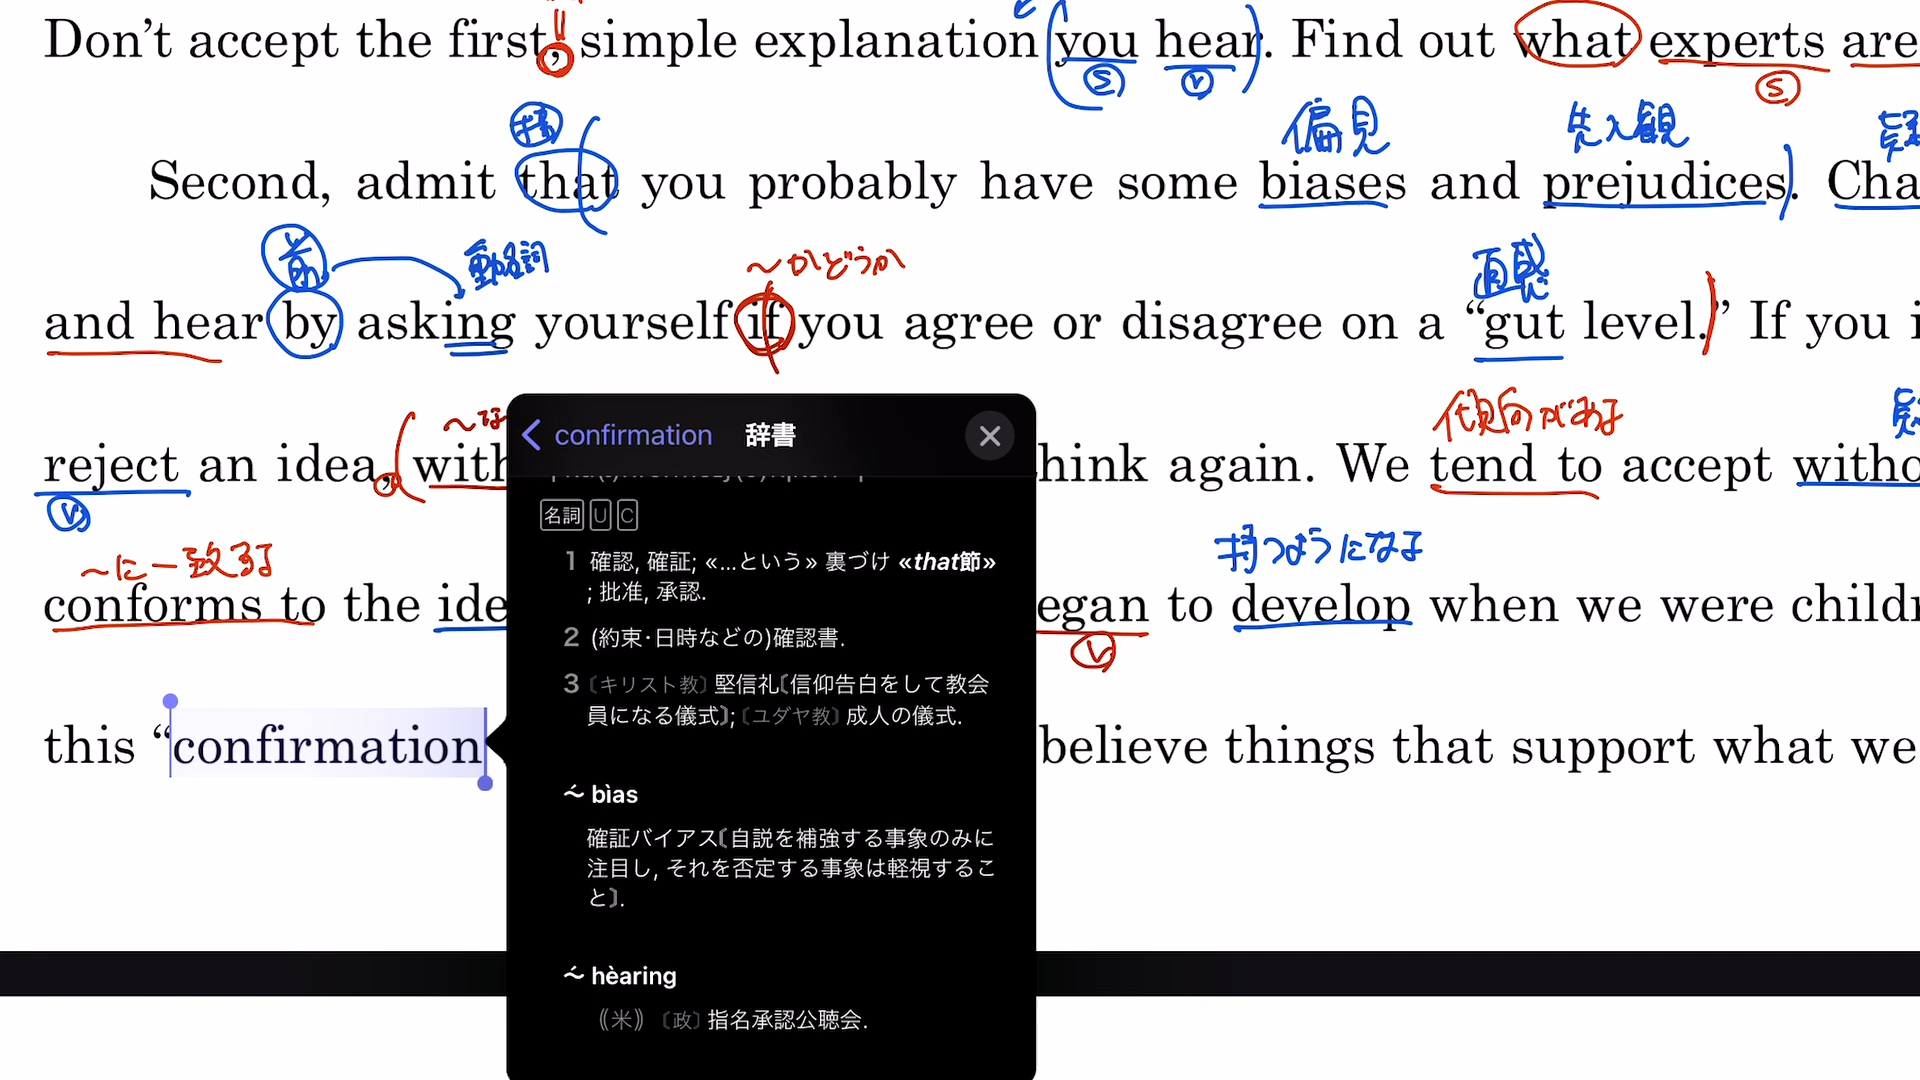 Don't accept the first, simple explanation you hear. Find out what experts are
S V S
接 偏見 先入観
Second, admit that you probably have some biases and prejudices. Cha
前 動名詞 〜かどうか 直感
and hear by asking yourself if you agree or disagree on a “gut level.” If you i
〜な 傾向がある
reject an idea, with hink again. We tend to accept witho
V
〜に一致する 持つようになる
conforms to the ide egan to develop when we were childr
V
this “confirmation believe things that support what we
confirmation 辞書
名詞 U C
1 確認, 確証; «...という» 裏づけ «that節»
; 批准, 承認.
2 (約束·日時などの)確認書.
3〔キリスト教〕堅信礼〔信仰告白をして教会
員になる儀式〕;〔ユダヤ教〕成人の儀式.
〜́ bìas
確証バイアス〔自説を補強する事象のみに
注目し, それを否定する事象は軽視するこ
と〕.
〜́ hèaring
⸨米⸩〔政〕指名承認公聴会.